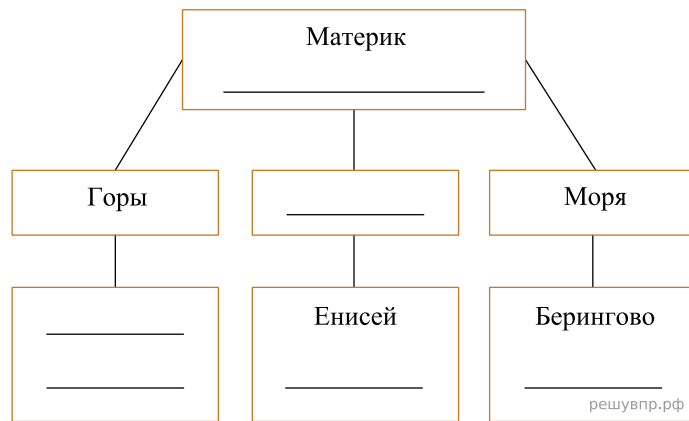 Материк
Горы
Моря
Енисей
Берингово
решувпр.рф